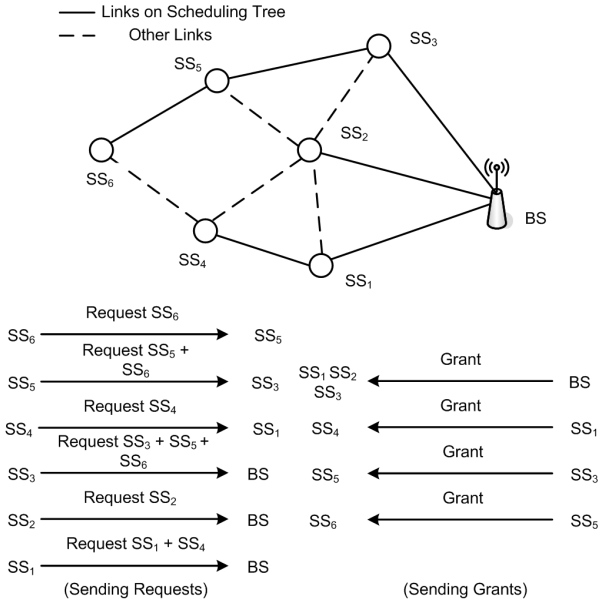 Links on Scheduling Tree
Other Links
SS₃
SS₅
SS₂
SS₆
BS
SS₄
SS₁
Request SS₆
SS₆ SS₅
Request SS₅ +
SS₆
SS₅ SS₃
Request SS₄
SS₄ SS₁
Request SS₃ + SS₅ +
SS₆
SS₃ BS
Request SS₂
SS₂ BS
Request SS₁ + SS₄
SS₁ BS
(Sending Requests)
Grant
SS₁ SS₂
SS₃ BS
Grant
SS₄ SS₁
Grant
SS₅ SS₃
Grant
SS₆ SS₅
(Sending Grants)